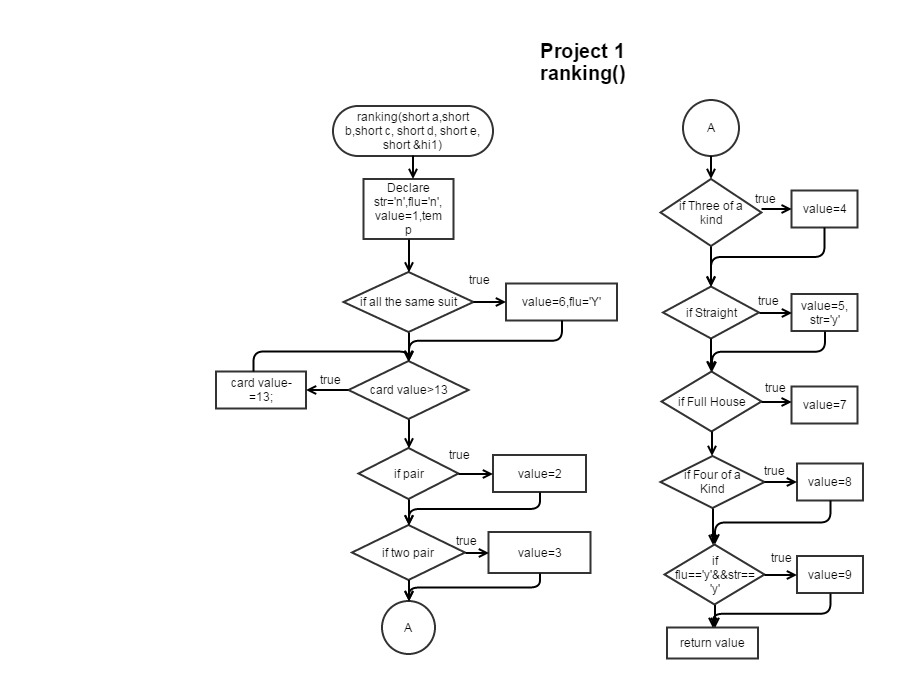 Project 1
ranking()
ranking(short a,short
b,short c, short d, short e,
short &hi1)
Declare
str='n',flu='n',
value=1,tem
p
if all the same suit
true
value=6,flu='Y'
card value>13
true
card value-
=13;
if pair
true
value=2
if two pair
true
value=3
A
A
if Three of a
kind
true
value=4
if Straight
true
value=5,
str='y'
if Full House
true
value=7
if Four of a
Kind
true
value=8
if
flu=='y'&&str==
'y'
true
value=9
return value